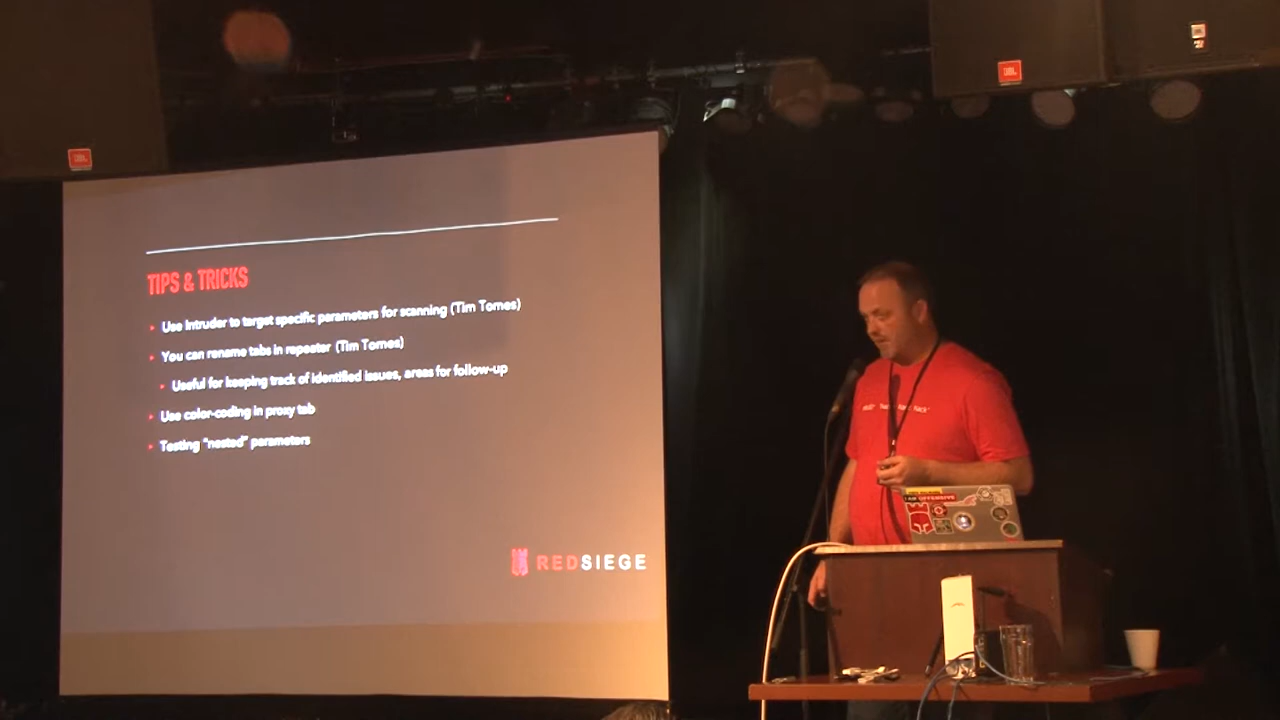 JBL
JBL
TIPS & TRICKS
Use Intruder to target specific parameters for scanning (Tim Tomes)
You can rename tabs in repeater (Tim Tomes)
Useful for keeping track of identified issues, areas for follow-up
Use color-coding in proxy tab
Testing "nested" parameters
REDSIEGE
I AM OFFENSIVE